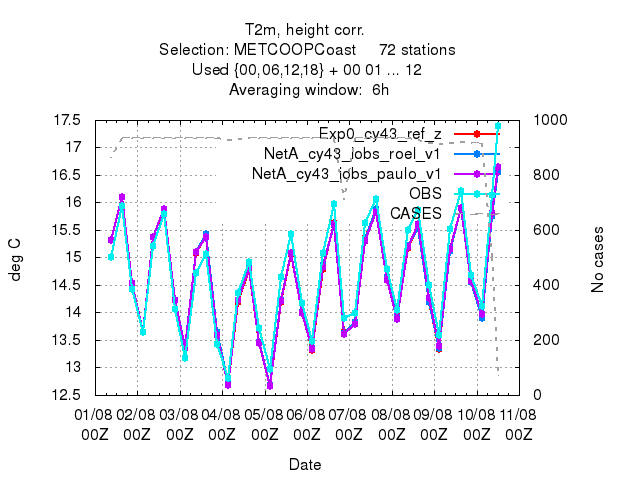 T2m, height corr.
Selection: METCOOPCoast 72 stations
Used {00,06,12,18} + 00 01 ... 12
Averaging window: 6h
17.5
17
16.5
16
15.5
15
14.5
14
13.5
13
12.5
deg C
Exp0_cy43_ref_z
NetA_cy43_jobs_roel_v1
NetA_cy43_jobs_paulo_v1
OBS
CASES
1000
800
600
400
200
0
No cases
01/08 02/08 03/08 04/08 05/08 06/08 07/08 08/08 09/08 10/08 11/08
00Z 00Z 00Z 00Z 00Z 00Z 00Z 00Z 00Z 00Z 00Z
Date